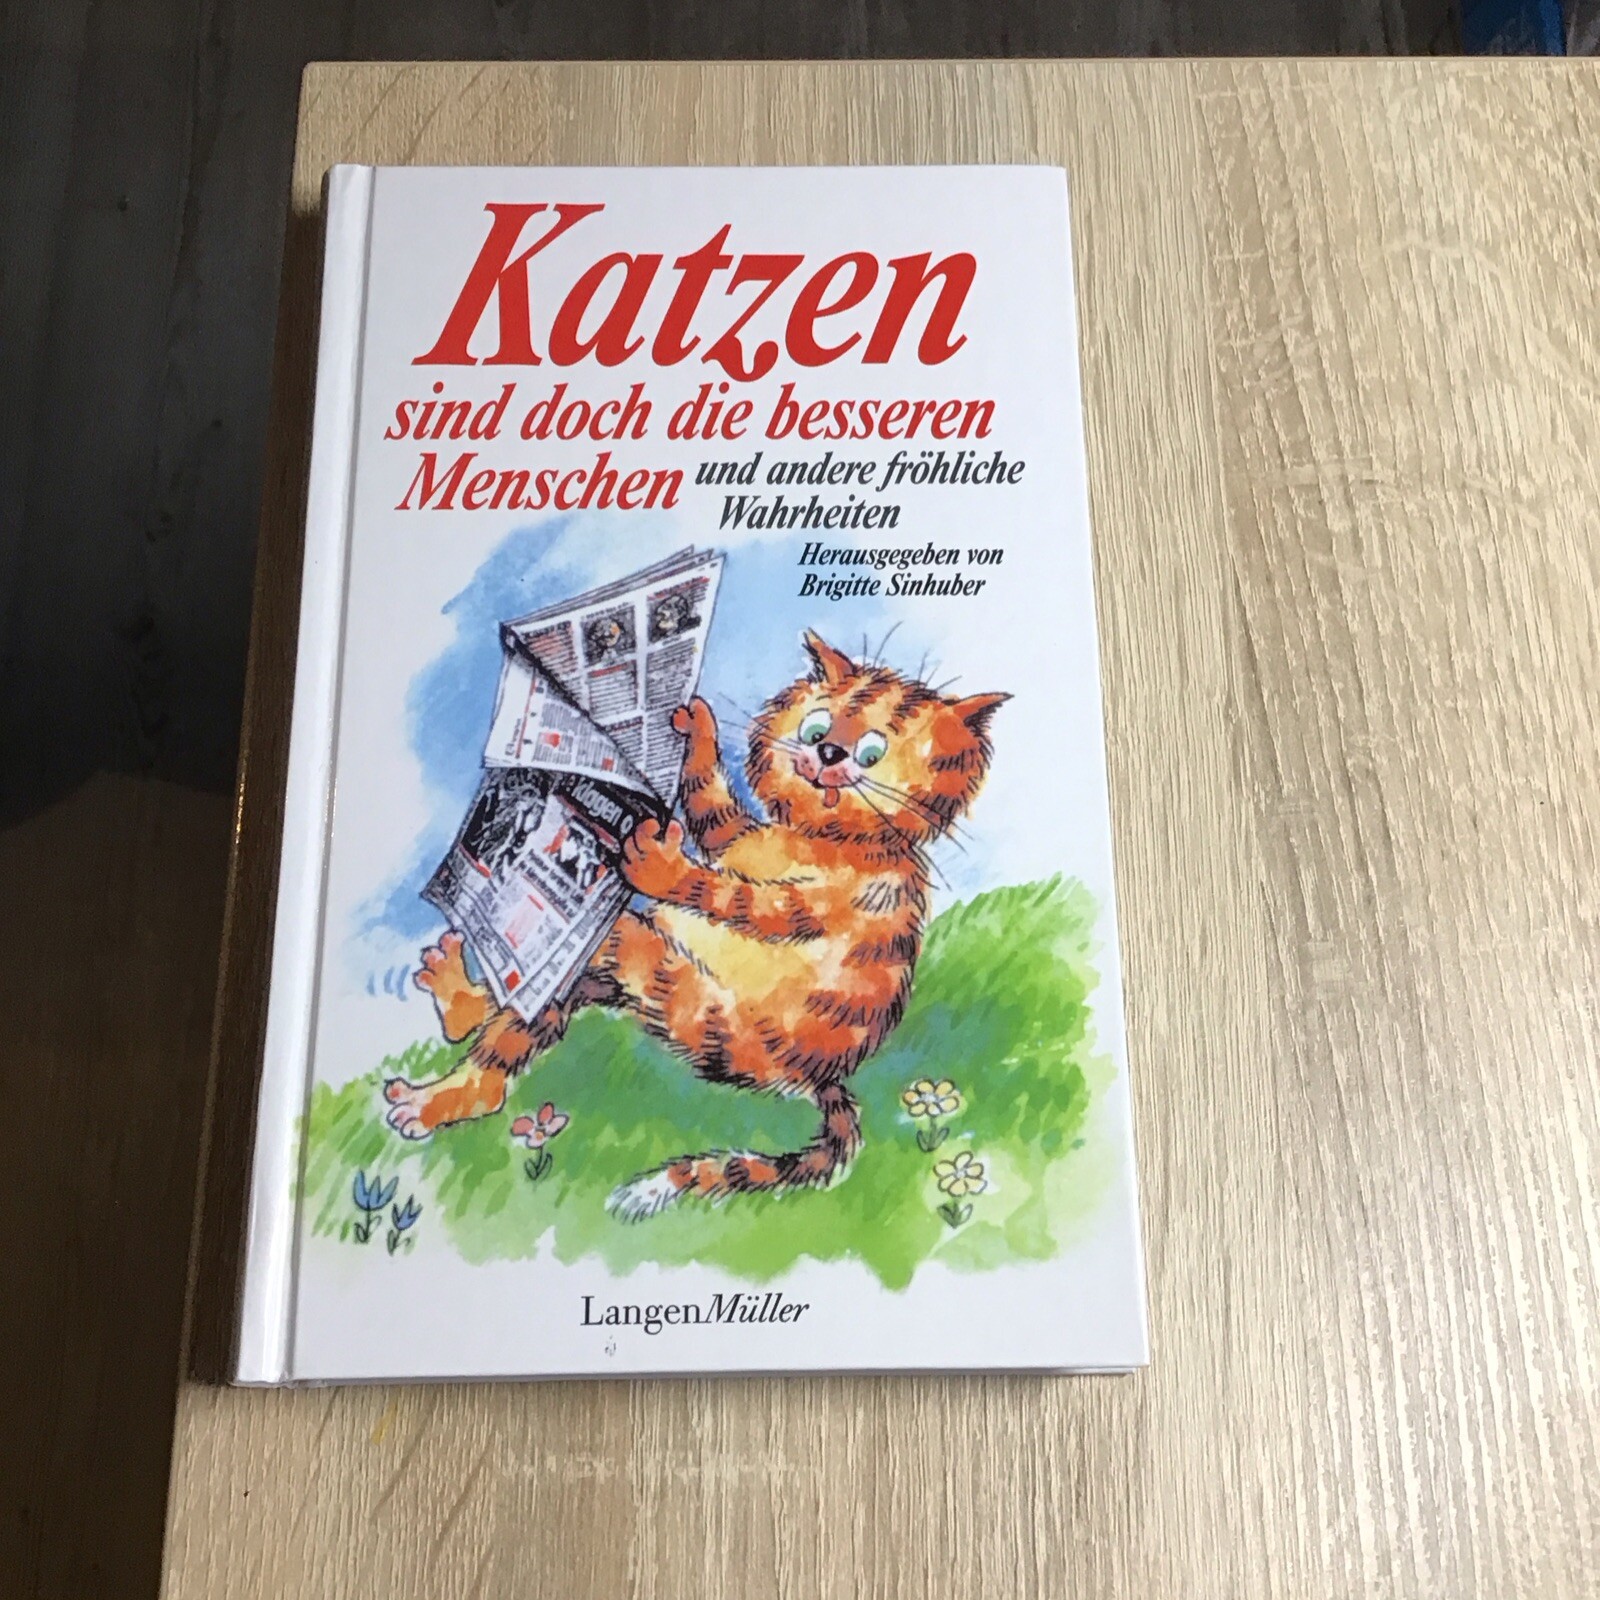 Katzen
sind doch die besseren
Menschen und andere fröhliche
Wahrheiten
Herausgegeben von
Brigitte Sinhuber
klagen
LangenMüller